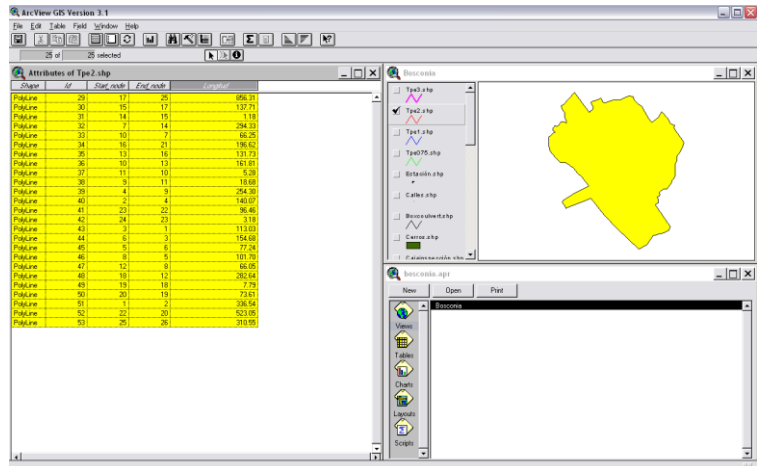 ArcView GIS Version 3.1
File Edit Table Field Window Help
25 of 25 selected
Attributes of Tpe2.shp
Shape Id Start_node End_node Longitud
PolyLine 29 17 25 856.31
PolyLine 30 15 17 137.71
PolyLine 31 14 15 1.18
PolyLine 32 7 14 294.33
PolyLine 33 10 7 66.25
PolyLine 34 16 21 196.62
PolyLine 35 13 16 131.73
PolyLine 36 10 13 161.81
PolyLine 37 11 10 5.28
PolyLine 38 9 11 18.68
PolyLine 39 4 9 254.30
PolyLine 40 2 4 140.07
PolyLine 41 23 22 96.46
PolyLine 42 24 23 3.18
PolyLine 43 3 1 113.03
PolyLine 44 6 3 154.68
PolyLine 45 5 6 77.24
PolyLine 46 8 5 101.70
PolyLine 47 12 8 66.05
PolyLine 48 18 12 282.64
PolyLine 49 19 18 7.79
PolyLine 50 20 19 73.61
PolyLine 51 1 2 336.54
PolyLine 52 22 20 523.05
PolyLine 53 25 26 310.55
Bosconia
Tpe3.shp
Tpe2.shp
Tpe1.shp
Tpe076.shp
Estación.shp
Calles.shp
Boxcoulvert.shp
Cerros.shp
Cajainspección.shp
bosconia.apr
New Open Print
Bosconia
Views
Tables
Charts
Layouts
Scripts